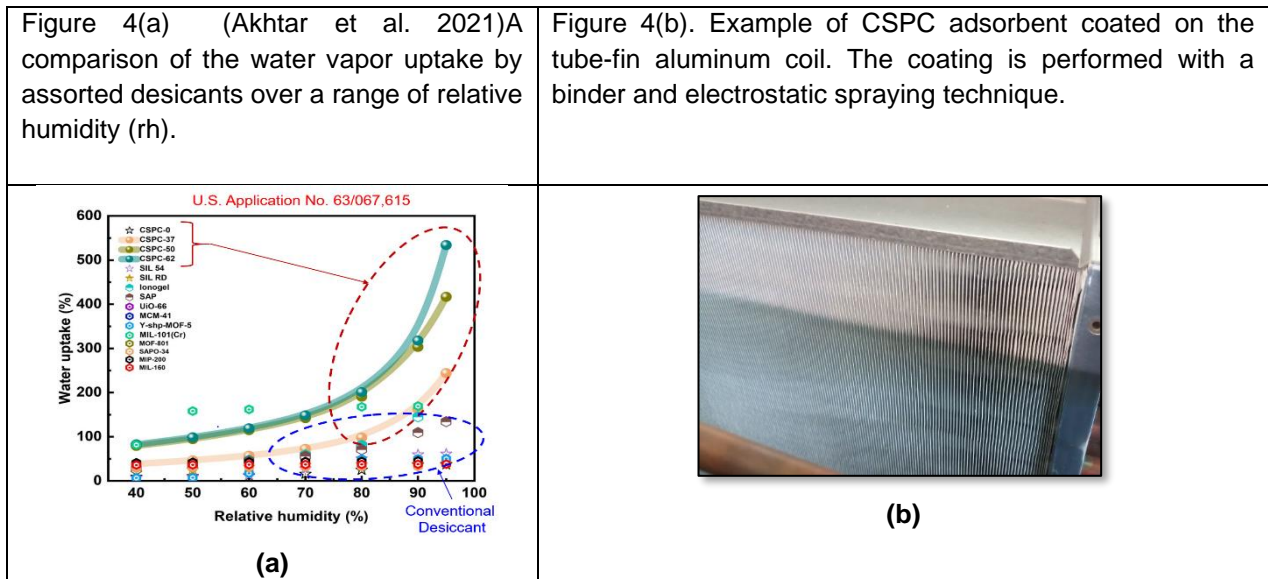 Figure 4(a) (Akhtar et al. 2021)A
comparison of the water vapor uptake by
assorted desicants over a range of relative
humidity (rh).
Figure 4(b). Example of CSPC adsorbent coated on the
tube-fin aluminum coil. The coating is performed with a
binder and electrostatic spraying technique.
U.S. Application No. 63/067,615
Water uptake (%)
600
500
400
300
200
100
0
CSPC-0
CSPC-37
CSPC-50
CSPC-62
SIL 54
SIL RD
Ionogel
SAP
UiO-66
MCM-41
Y-shp-MOF-5
MIL-101(Cr)
MOF-801
SAPO-34
MIP-200
MIL-160
40 50 60 70 80 90 100
Relative humidity (%)
Conventional
Desiccant
(a)
(b)